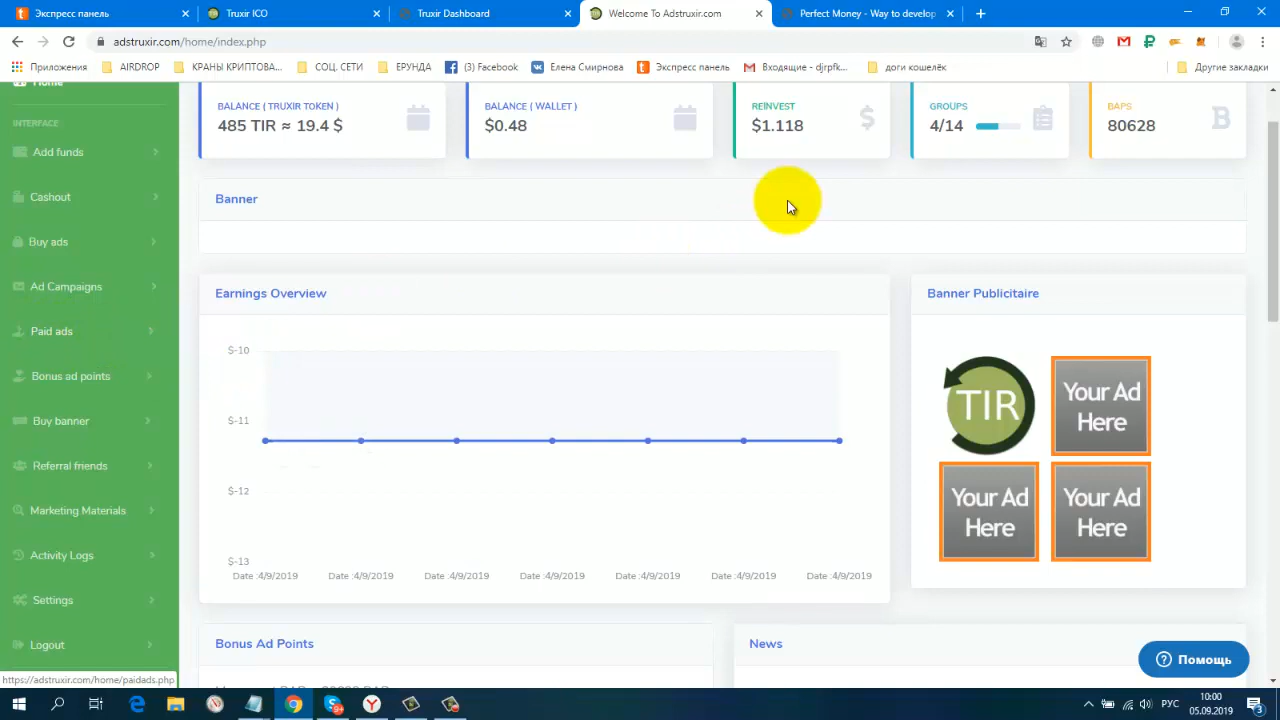 Экспресс панель
Truxir ICO
Truxir Dashboard
Welcome To Adstruxir.com
Perfect Money - Way to develop
adstruxir.com/home/index.php
Приложения
AIRDROP
КРАНЫ КРИПТОВА...
СОЦ. СЕТИ
ЕРУНДА
(3) Facebook
Елена Смирнова
Экспресс панель
Входящие - djrpfk...
доги кошелёк
Другие закладки
Home
INTERFACE
Add funds
Cashout
Buy ads
Ad Campaigns
Paid ads
Bonus ad points
Buy banner
Referral friends
Marketing Materials
Activity Logs
Settings
Logout
https://adstruxir.com/home/paidads.php
BALANCE ( TRUXIR TOKEN )
485 TIR ≈ 19.4 $
BALANCE ( WALLET )
$0.48
REINVEST
$1.118
GROUPS
4/14
BAPS
80628
Banner
Earnings Overview
$-10
$-11
$-12
$-13
Date :4/9/2019 Date :4/9/2019 Date :4/9/2019 Date :4/9/2019 Date :4/9/2019 Date :4/9/2019 Date :4/9/2019
Banner Publicitaire
TIR
Your Ad
Here
Your Ad
Here
Your Ad
Here
Bonus Ad Points
News
Помощь
РУС
10:00
05.09.2019
3